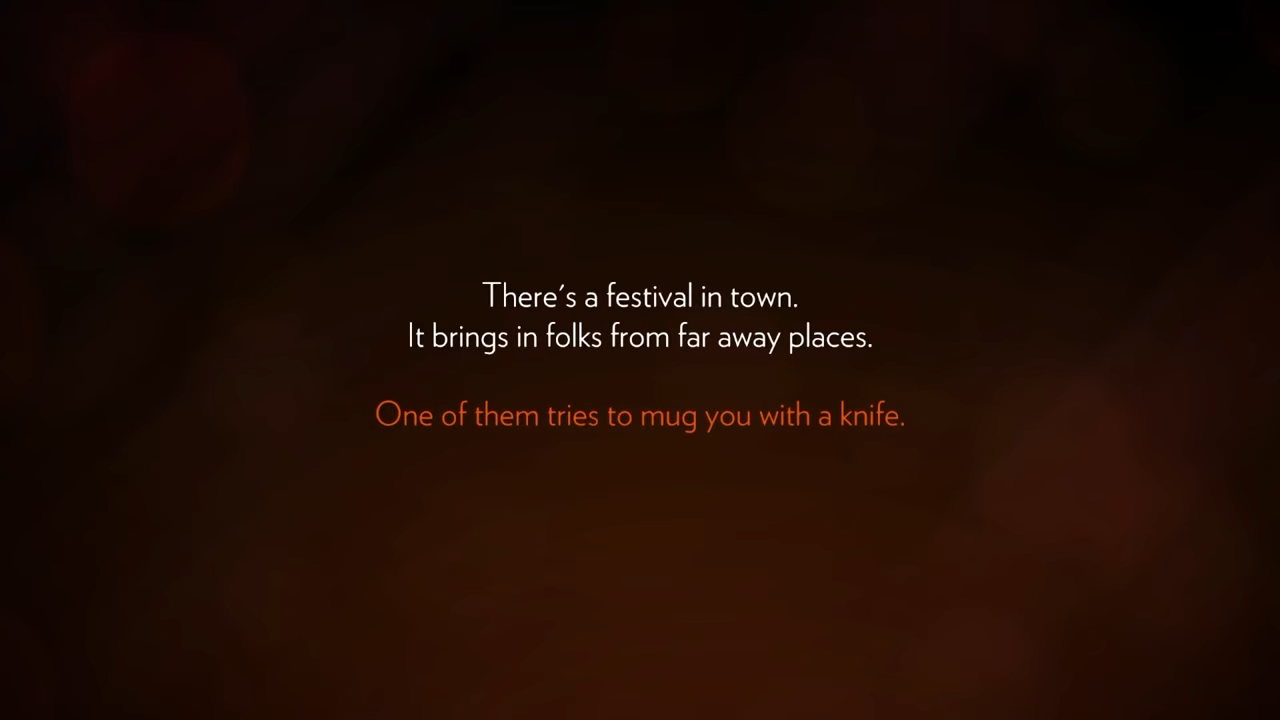 There's a festival in town.
It brings in folks from far away places.
One of them tries to mug you with a knife.